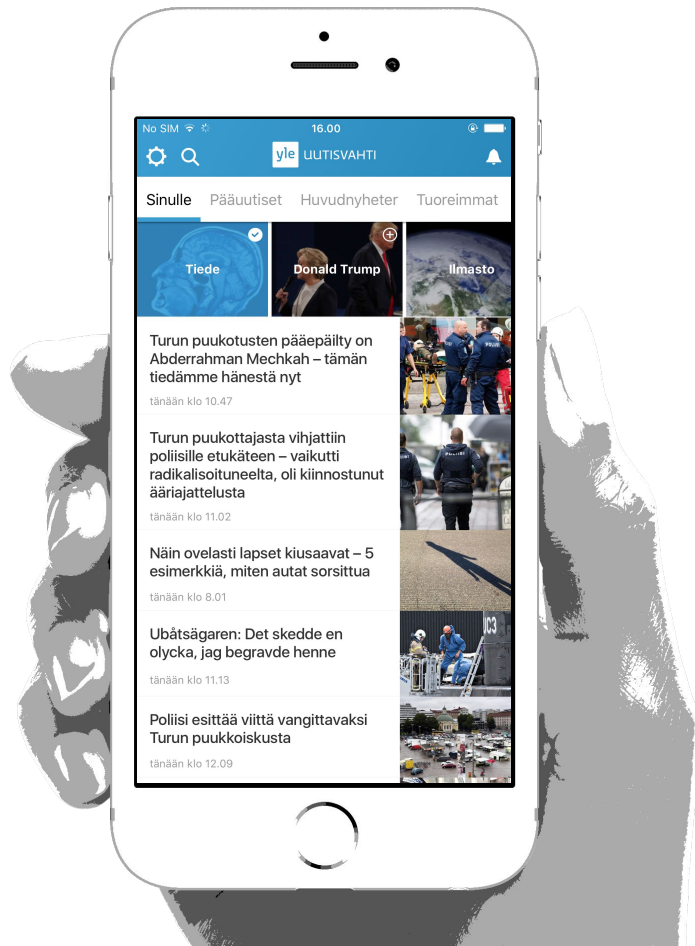 No SIM 16.00
yle UUTISVAHTI
Sinulle Pääuutiset Huvudnyheter Tuoreimmat
Tiede Donald Trump Ilmasto
Turun puukotusten pääepäilty on
Abderrahman Mechkah – tämän
tiedämme hänestä nyt
tänään klo 10.47
POLIISI
Turun puukottajasta vihjattiin
poliisille etukäteen – vaikutti
radikalisoituneelta, oli kiinnostunut
ääriajattelusta
tänään klo 11.02
POLIISI
Näin ovelasti lapset kiusaavat – 5
esimerkkiä, miten autat sorsittua
tänään klo 8.01
Ubåtsägaren: Det skedde en
olycka, jag begravde henne
tänään klo 11.13
UC3
Poliisi esittää viittä vangittavaksi
Turun puukkoiskusta
tänään klo 12.09